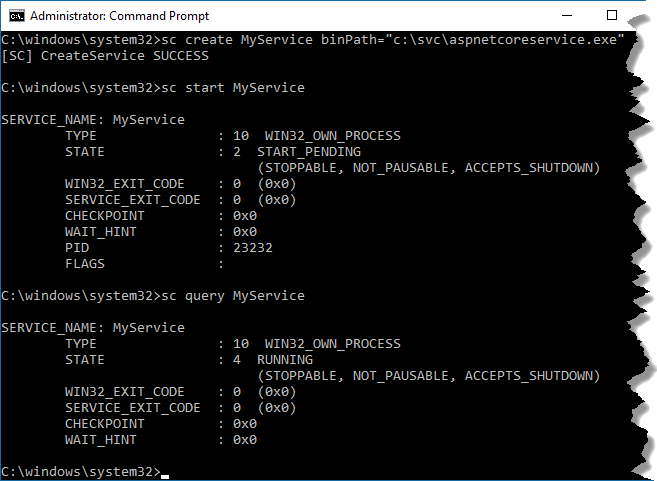 Administrator: Command Prompt
C:\windows\system32>sc create MyService binPath="c:\svc\aspnetcoreservice.exe"
[SC] CreateService SUCCESS
C:\windows\system32>sc start MyService
SERVICE_NAME: MyService
        TYPE               : 10  WIN32_OWN_PROCESS
        STATE              : 2  START_PENDING
                                (STOPPABLE, NOT_PAUSABLE, ACCEPTS_SHUTDOWN)
        WIN32_EXIT_CODE    : 0  (0x0)
        SERVICE_EXIT_CODE  : 0  (0x0)
        CHECKPOINT         : 0x0
        WAIT_HINT          : 0x0
        PID                : 23232
        FLAGS              :
C:\windows\system32>sc query MyService
SERVICE_NAME: MyService
        TYPE               : 10  WIN32_OWN_PROCESS
        STATE              : 4  RUNNING
                                (STOPPABLE, NOT_PAUSABLE, ACCEPTS_SHUTDOWN)
        WIN32_EXIT_CODE    : 0  (0x0)
        SERVICE_EXIT_CODE  : 0  (0x0)
        CHECKPOINT         : 0x0
        WAIT_HINT          : 0x0
C:\windows\system32>